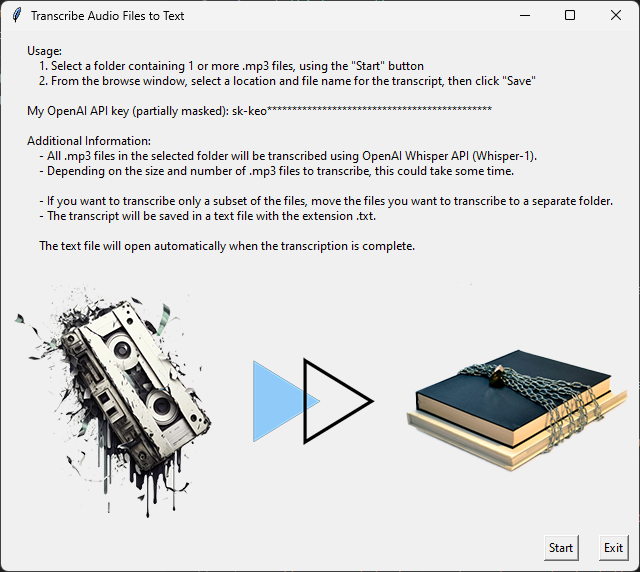 Transcribe Audio Files to Text
Usage:
1. Select a folder containing 1 or more .mp3 files, using the "Start" button
2. From the browse window, select a location and file name for the transcript, then click "Save"
My OpenAI API key (partially masked): sk-keo*********************************************
Additional Information:
- All .mp3 files in the selected folder will be transcribed using OpenAI Whisper API (Whisper-1).
- Depending on the size and number of .mp3 files to transcribe, this could take some time.
- If you want to transcribe only a subset of the files, move the files you want to transcribe to a separate folder.
- The transcript will be saved in a text file with the extension .txt.
The text file will open automatically when the transcription is complete.
Start Exit